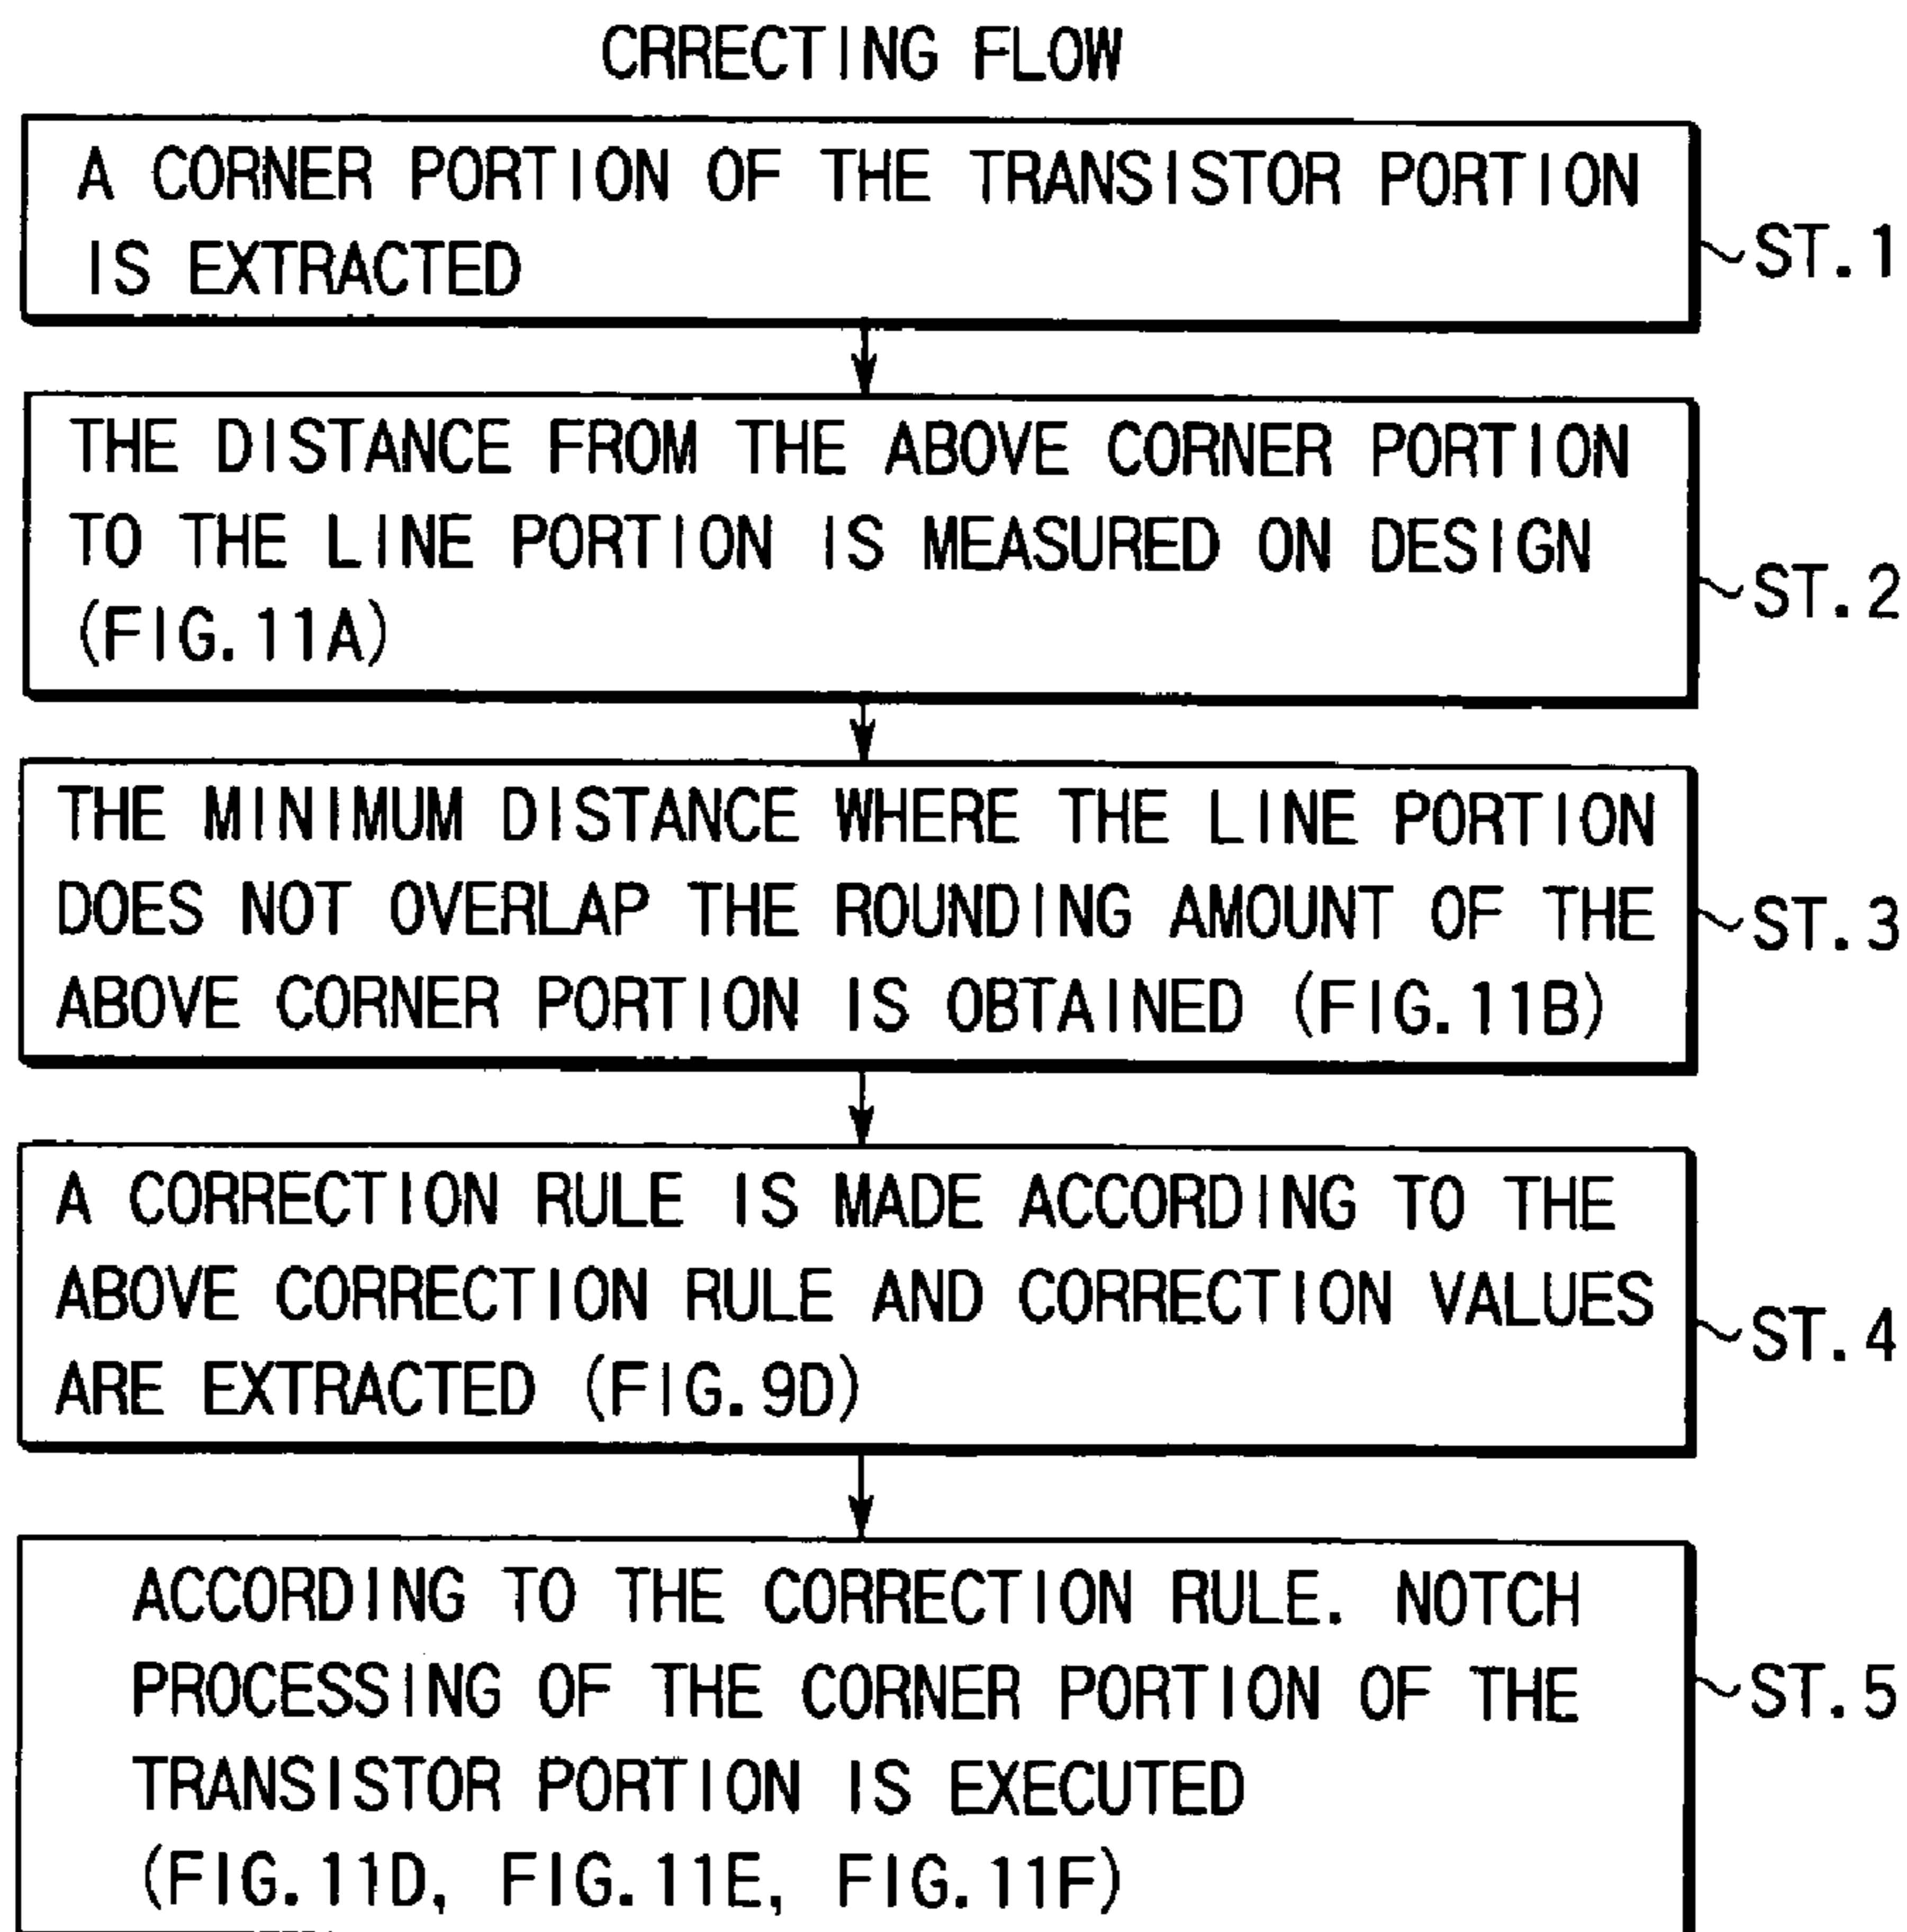 CRRECTING FLOW
A CORNER PORTION OF THE TRANSISTOR PORTION
IS EXTRACTED
ST.1
THE DISTANCE FROM THE ABOVE CORNER PORTION
TO THE LINE PORTION IS MEASURED ON DESIGN
(FIG.11A)
ST.2
THE MINIMUM DISTANCE WHERE THE LINE PORTION
DOES NOT OVERLAP THE ROUNDING AMOUNT OF THE
ABOVE CORNER PORTION IS OBTAINED (FIG.11B)
ST.3
A CORRECTION RULE IS MADE ACCORDING TO THE
ABOVE CORRECTION RULE AND CORRECTION VALUES
ARE EXTRACTED (FIG.9D)
ST.4
ACCORDING TO THE CORRECTION RULE. NOTCH
PROCESSING OF THE CORNER PORTION OF THE
TRANSISTOR PORTION IS EXECUTED
(FIG.11D, FIG.11E, FIG.11F)
ST.5